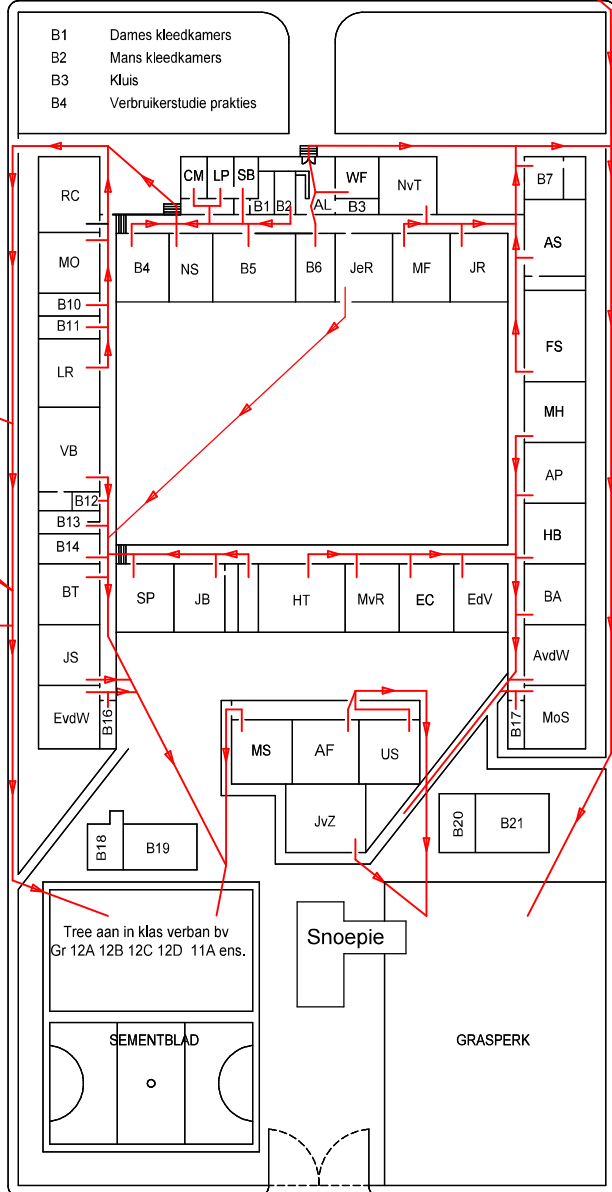 B1 Dames kleedkamers
B2 Mans kleedkamers
B3 Kluis
B4 Verbruikerstudie prakties
CM LP SB
B1 B2 AL
WF
B3
NvT
B7
RC
AS
MO
B4 NS B5 B6 JeR MF JR
B10
B11
LR
FS
MH
VB
AP
B12
B13
B14
HB
BT
SP JB HT MvR EC EdV
BA
JS
AvdW
EvdW
B16
B17
MoS
MS AF US
JvZ
B18
B19
B20
B21
Tree aan in klas verban bv
Gr 12A 12B 12C 12D 11A ens.
Snoepie
SEMENTBLAD
GRASPERK